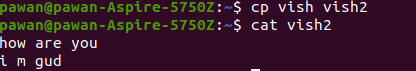 pawan@pawan-Aspire-5750Z:~$ cp vish vish2
pawan@pawan-Aspire-5750Z:~$ cat vish2
how are you
i m gud